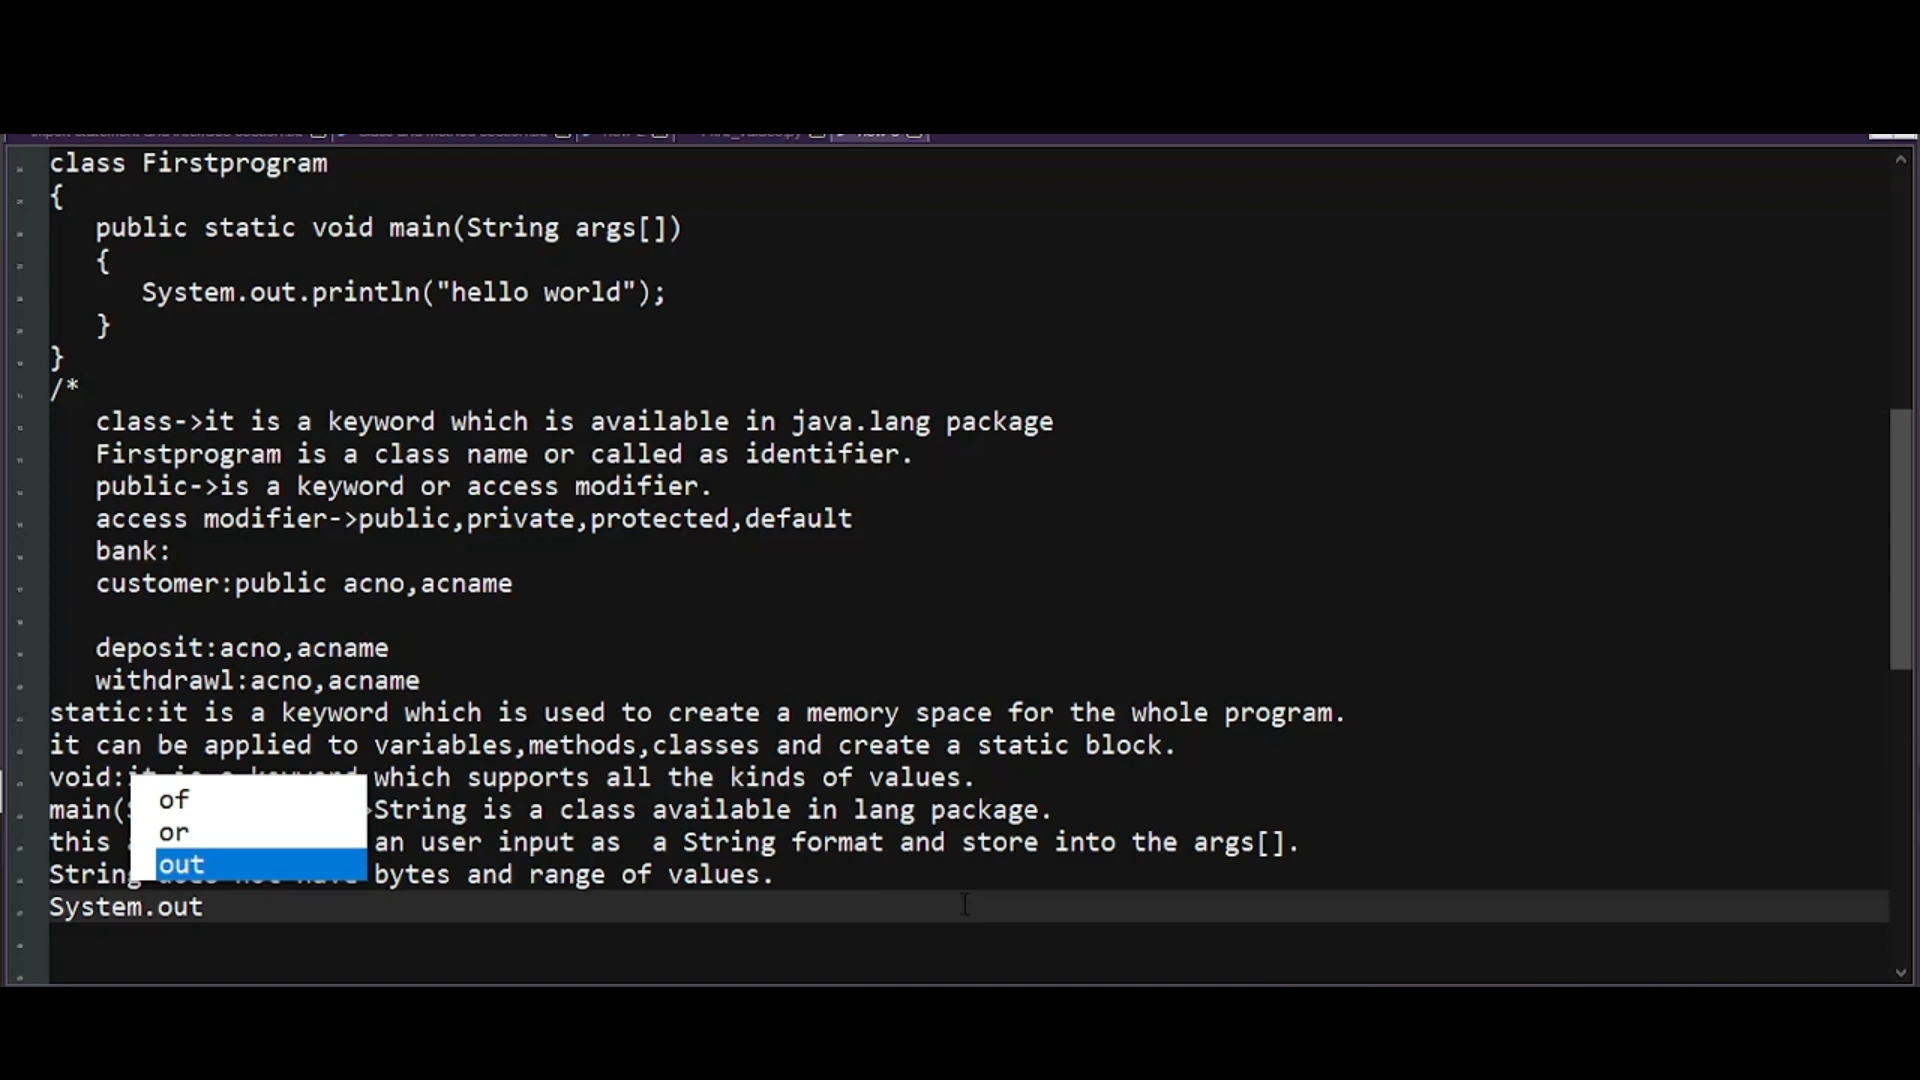 class Firstprogram
{
public static void main(String args[])
{
System.out.println("hello world");
}
}
/*
class->it is a keyword which is available in java.lang package
Firstprogram is a class name or called as identifier.
public->is a keyword or access modifier.
access modifier->public,private,protected,default
bank:
customer:public acno,acname
deposit:acno,acname
withdrawl:acno,acname
static:it is a keyword which is used to create a memory space for the whole program.
it can be applied to variables,methods,classes and create a static block.
void:it is a keyword which supports all the kinds of values.
of
main( String is a class available in lang package.
or
this an user input as  a String format and store into the args[].
out
String bytes and range of values.
System.out